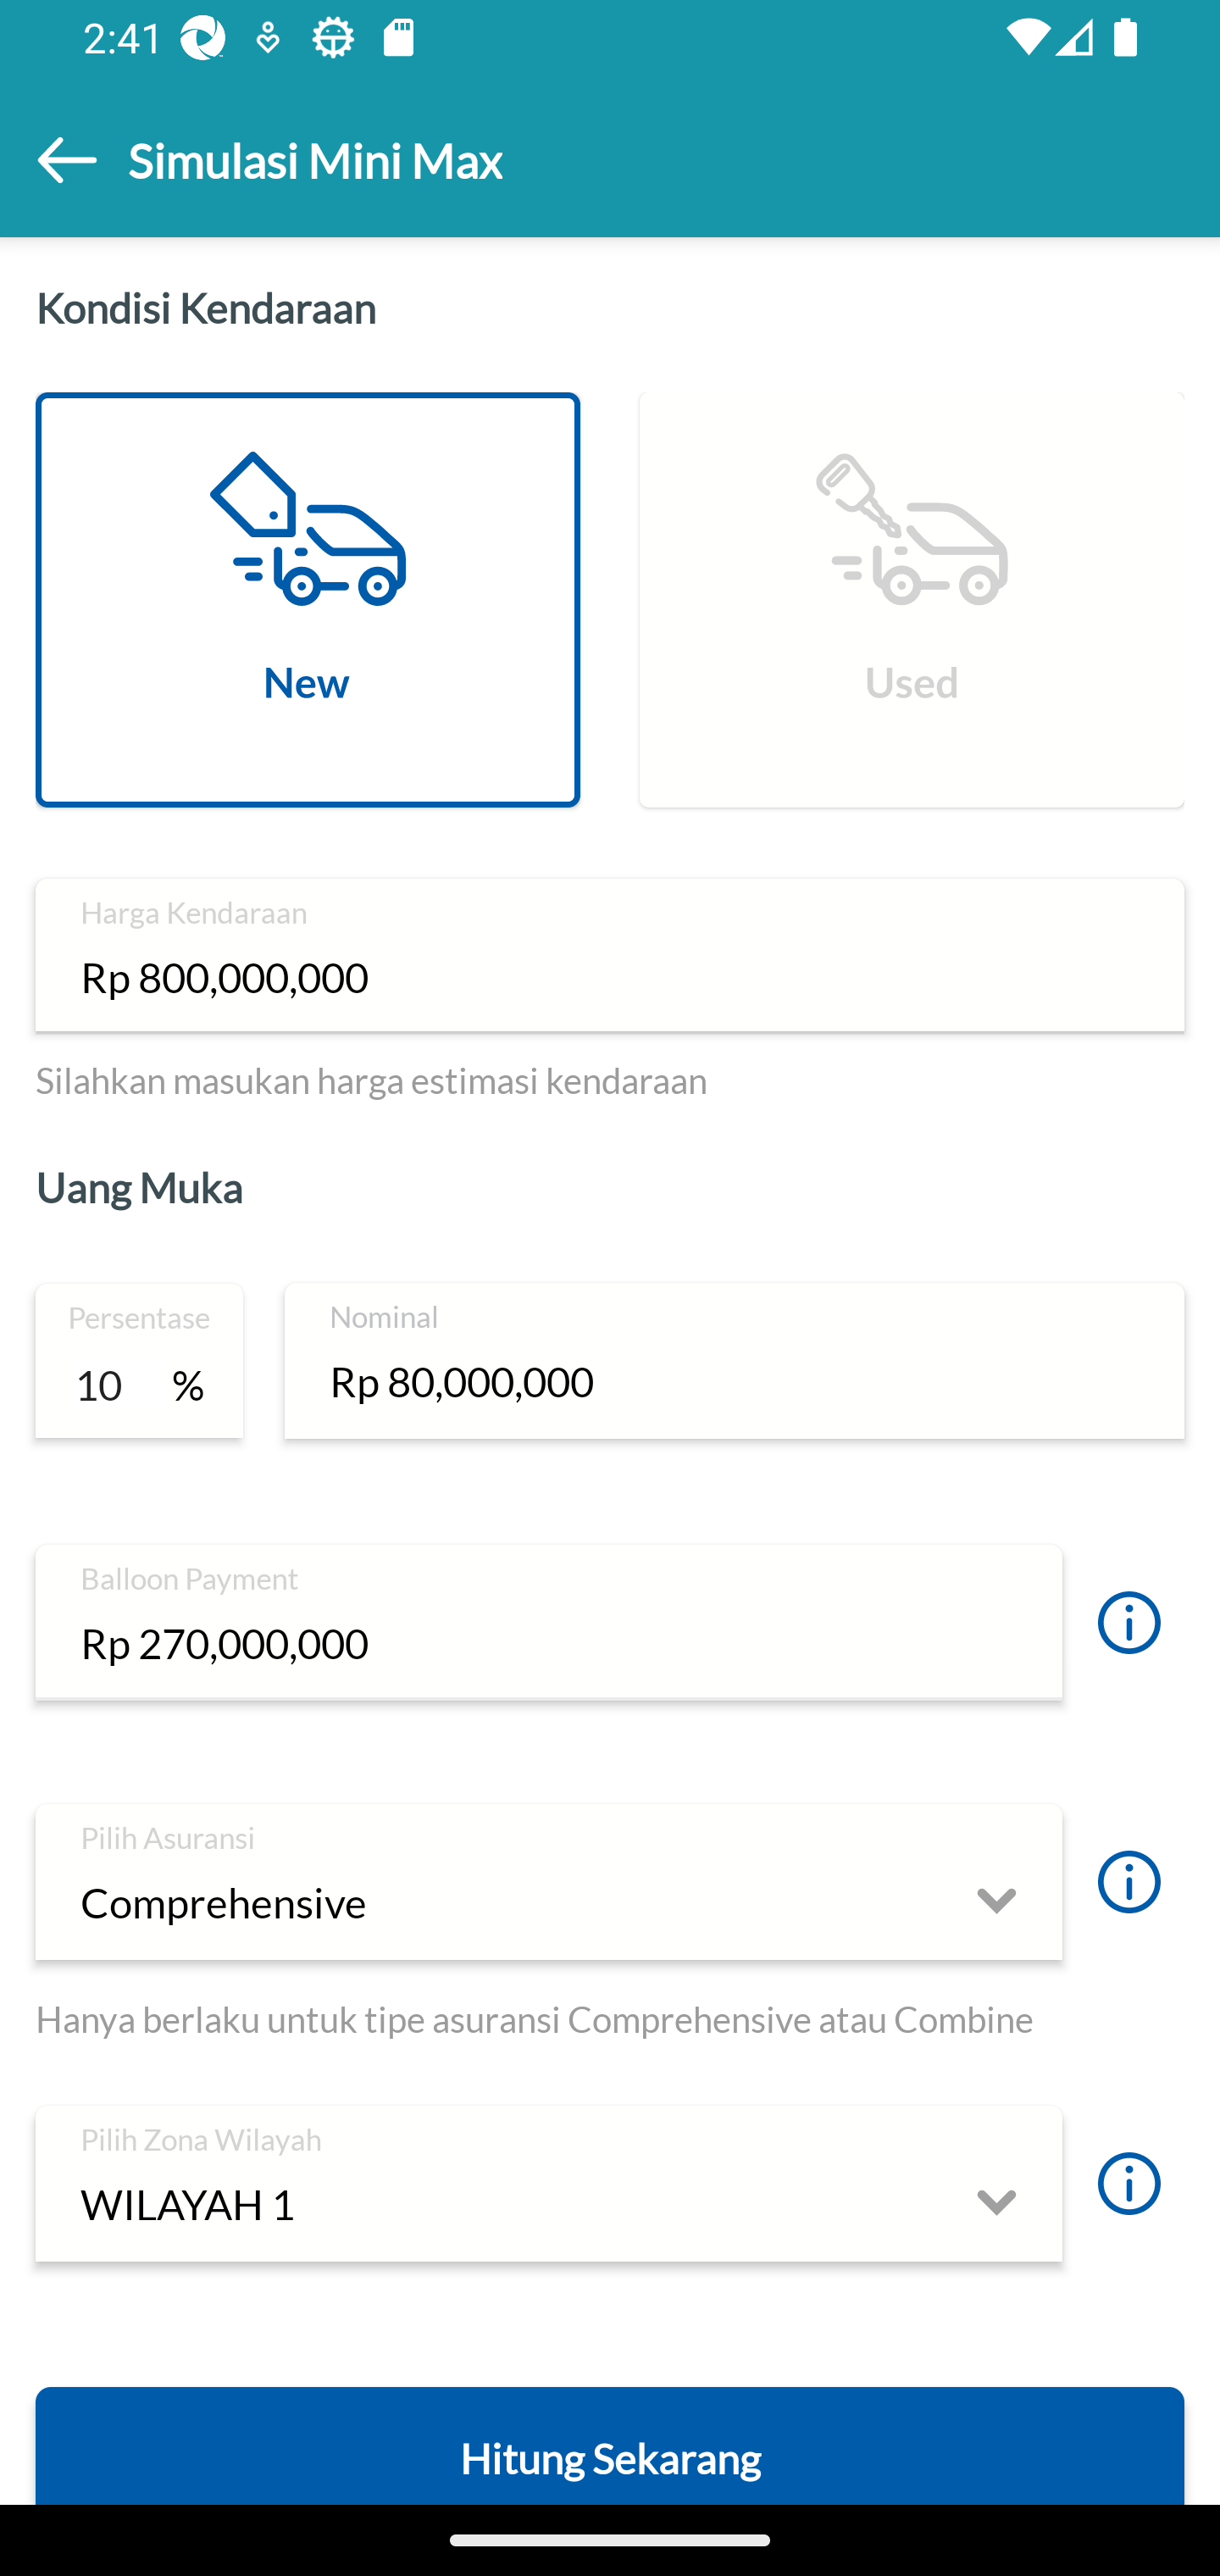 2:41
Simulasi Mini Max
Kondisi Kendaraan
New
Used
Harga Kendaraan
Rp 800,000,000
Silahkan masukan harga estimasi kendaraan
Uang Muka
Persentase
10 %
Nominal
Rp 80,000,000
Balloon Payment
Rp 270,000,000
Pilih Asuransi
Comprehensive
Hanya berlaku untuk tipe asuransi Comprehensive atau Combine
Pilih Zona Wilayah
WILAYAH 1
Hitung Sekarang